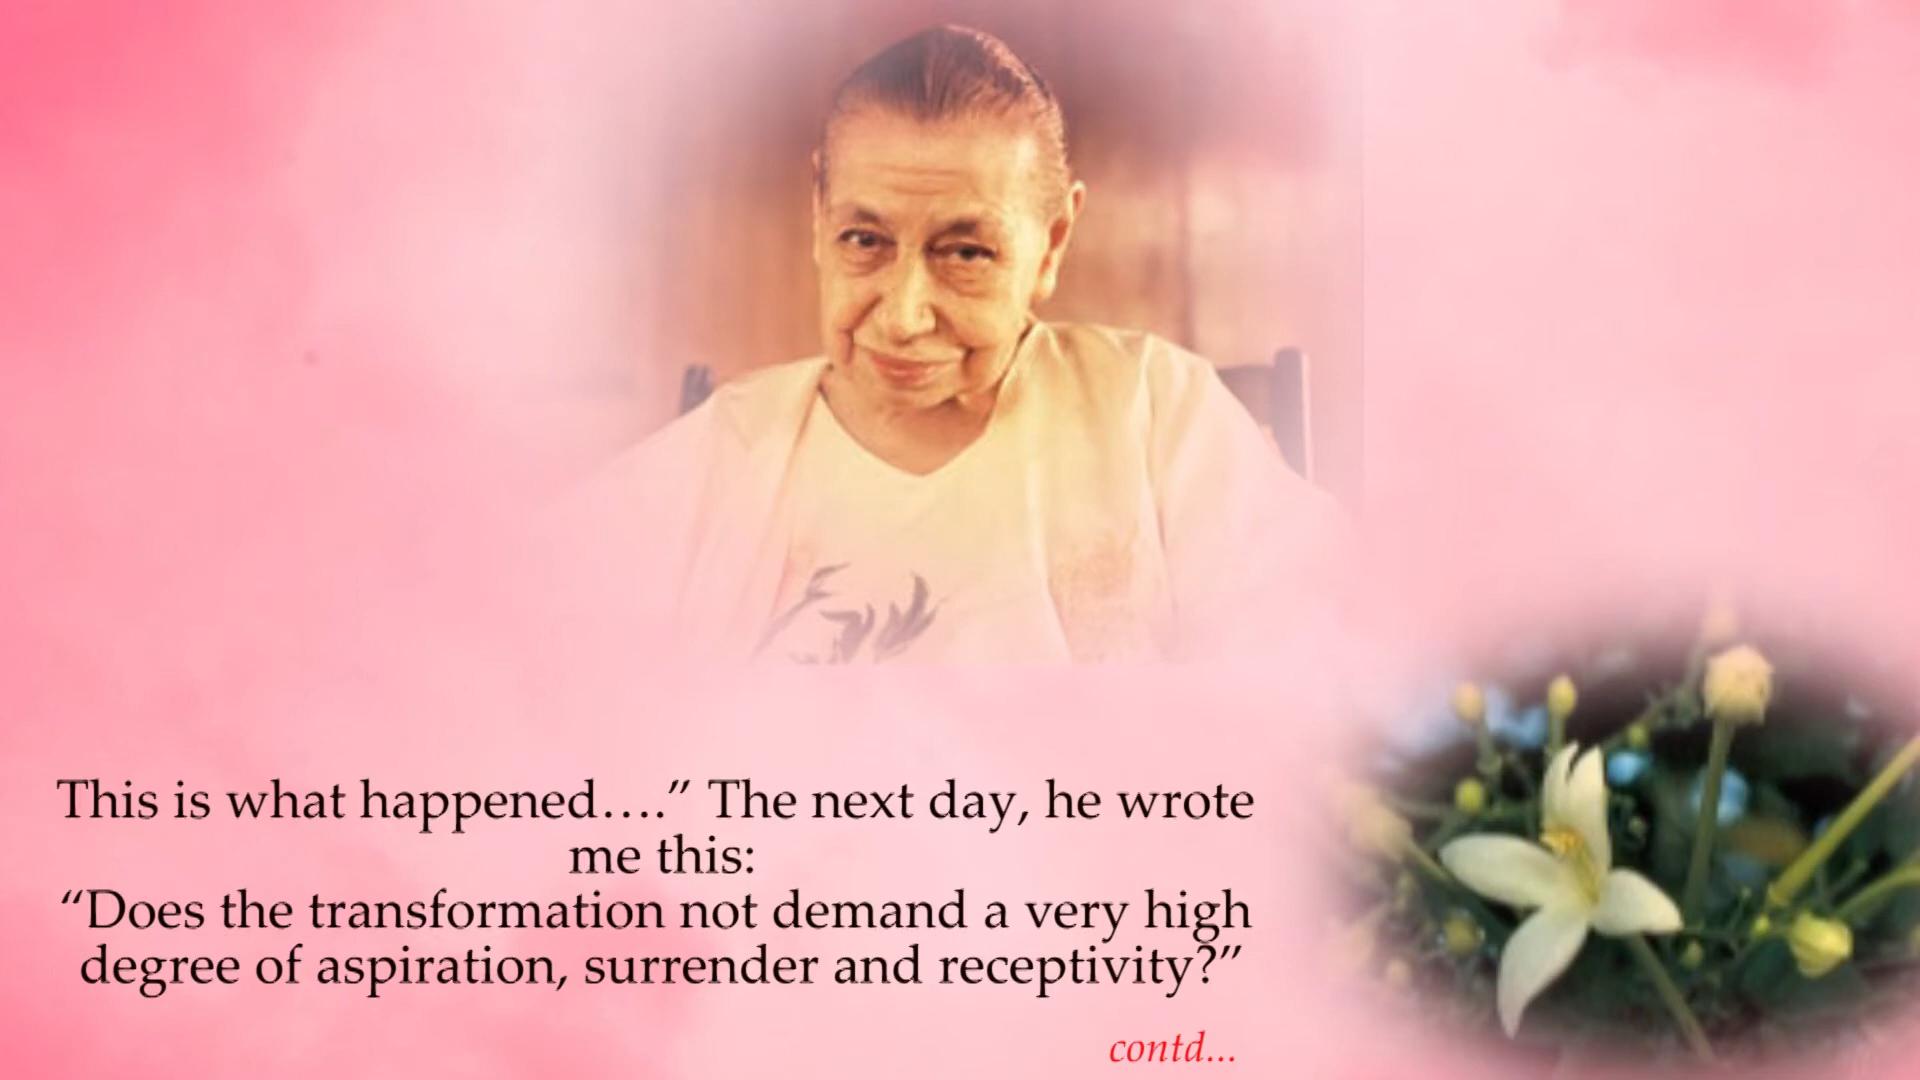 This is what happened….” The next day, he wrote
me this:
“Does the transformation not demand a very high
degree of aspiration, surrender and receptivity?”
contd...